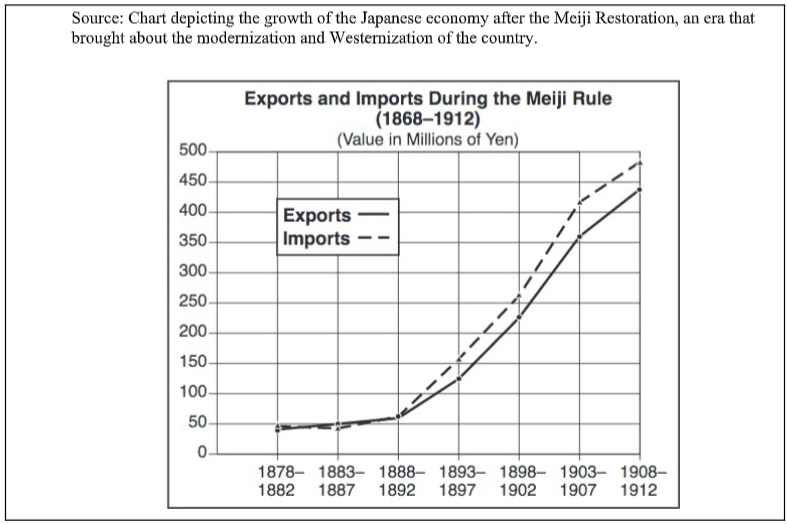 Source: Chart depicting the growth of the Japanese economy after the Meiji Restoration, an era that
brought about the modernization and Westernization of the country.
Exports and Imports During the Meiji Rule
(1868–1912)
(Value in Millions of Yen)
500
450
400
350
300
250
200
150
100
50
0
Exports
Imports
1878– 1883– 1888– 1893– 1898– 1903– 1908–
1882 1887 1892 1897 1902 1907 1912